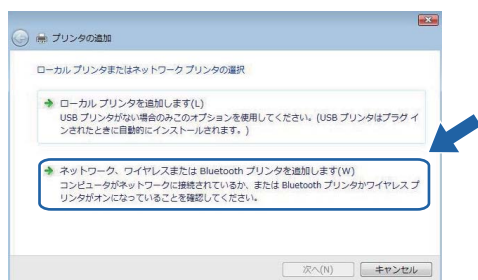 プリンタの追加
ローカル プリンタまたはネットワーク プリンタの選択
ローカル プリンタを追加します(L)
USB プリンタがない場合のみこのオプションを使用してください。(USB プリンタはプラグ イ
ンされたときに自動的にインストールされます。)
ネットワーク、ワイヤレスまたは Bluetooth プリンタを追加します(W)
コンピュータがネットワークに接続されているか、または Bluetooth プリンタかワイヤレス プ
リンタがオンになっていることを確認してください。
次へ(N)
キャンセル